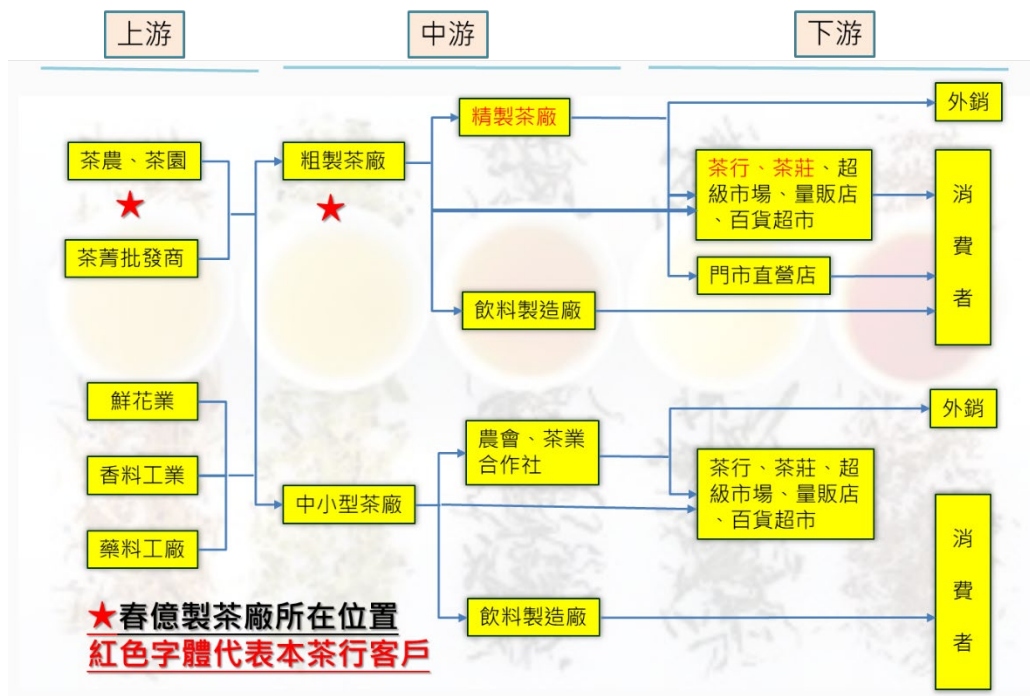 上游
中游
下游
茶農、茶園
★
茶菁批發商
鮮花業
香料工業
藥料工廠
粗製茶廠
★
中小型茶廠
精製茶廠
飲料製造廠
農會、茶業
合作社
飲料製造廠
外銷
茶行、茶莊、超
級市場、量販店
、百貨超市
門市直營店
消
費
者
外銷
茶行、茶莊、超
級市場、量販店
、百貨超市
消
費
者
★春億製茶廠所在位置
紅色字體代表本茶行客戶